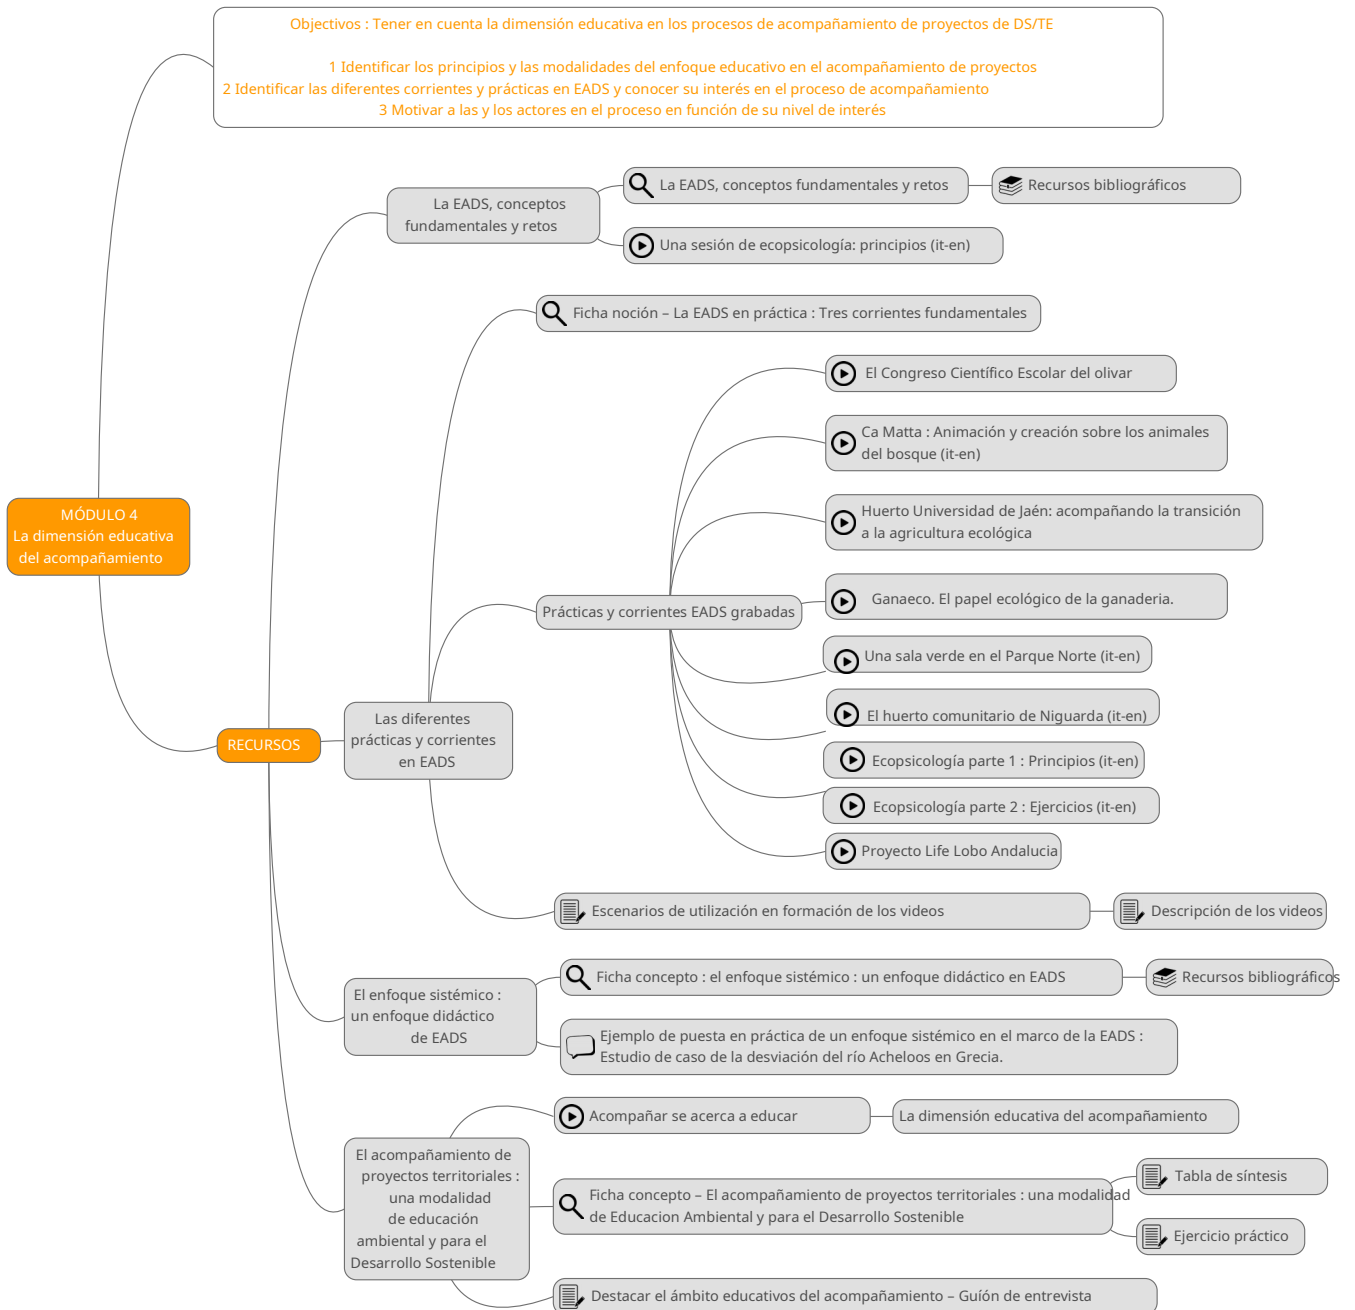 Objectivos : Tener en cuenta la dimensión educativa en los procesos de acompañamiento de proyectos de DS/TE
1 Identificar los principios y las modalidades del enfoque educativo en el acompañamiento de proyectos
2 Identificar las diferentes corrientes y prácticas en EADS y conocer su interés en el proceso de acompañamiento
3 Motivar a las y los actores en el proceso en función de su nivel de interés
MÓDULO 4
La dimensión educativa
del acompañamiento
RECURSOS
La EADS, conceptos
fundamentales y retos
La EADS, conceptos fundamentales y retos
Recursos bibliográficos
Una sesión de ecopsicología: principios (it-en)
Las diferentes
prácticas y corrientes
en EADS
Ficha noción – La EADS en práctica : Tres corrientes fundamentales
Prácticas y corrientes EADS grabadas
El Congreso Científico Escolar del olivar
Ca Matta : Animación y creación sobre los animales
del bosque (it-en)
Huerto Universidad de Jaén: acompañando la transición
a la agricultura ecológica
Ganaeco. El papel ecológico de la ganaderia.
Una sala verde en el Parque Norte (it-en)
El huerto comunitario de Niguarda (it-en)
Ecopsicología parte 1 : Principios (it-en)
Ecopsicología parte 2 : Ejercicios (it-en)
Proyecto Life Lobo Andalucia
Escenarios de utilización en formación de los videos
Descripción de los videos
El enfoque sistémico :
un enfoque didáctico
de EADS
Ficha concepto : el enfoque sistémico : un enfoque didáctico en EADS
Recursos bibliográficos
Ejemplo de puesta en práctica de un enfoque sistémico en el marco de la EADS :
Estudio de caso de la desviación del río Acheloos en Grecia.
El acompañamiento de
proyectos territoriales :
una modalidad
de educación
ambiental y para el
Desarrollo Sostenible
Acompañar se acerca a educar
La dimensión educativa del acompañamiento
Ficha concepto – El acompañamiento de proyectos territoriales : una modalidad
de Educacion Ambiental y para el Desarrollo Sostenible
Tabla de síntesis
Ejercicio práctico
Destacar el ámbito educativos del acompañamiento – Guíón de entrevista